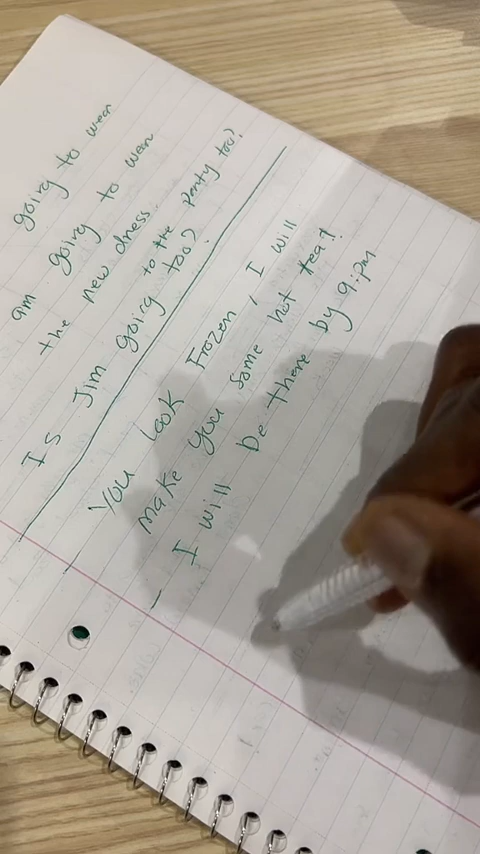 going to wear
am going to wear
the new dress.
to the party too?
Is Jim going too?
You look Frozen, I will
make you some hot tea!
- I will be there by 9:pm